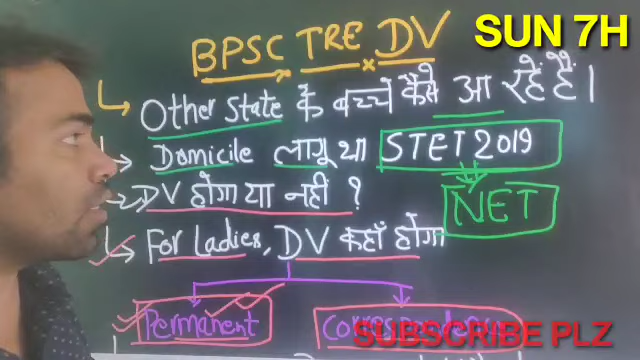 SUN 7H
BPSC TRE DV
Other State के बच्चे कैसे आ रहें हैं।
Domicile लागू था STET 2019
NET
DV होगा या नहीं ?
For Ladies, DV कहाँ होगा
Permanent Correspondence
SUBSCRIBE PLZ